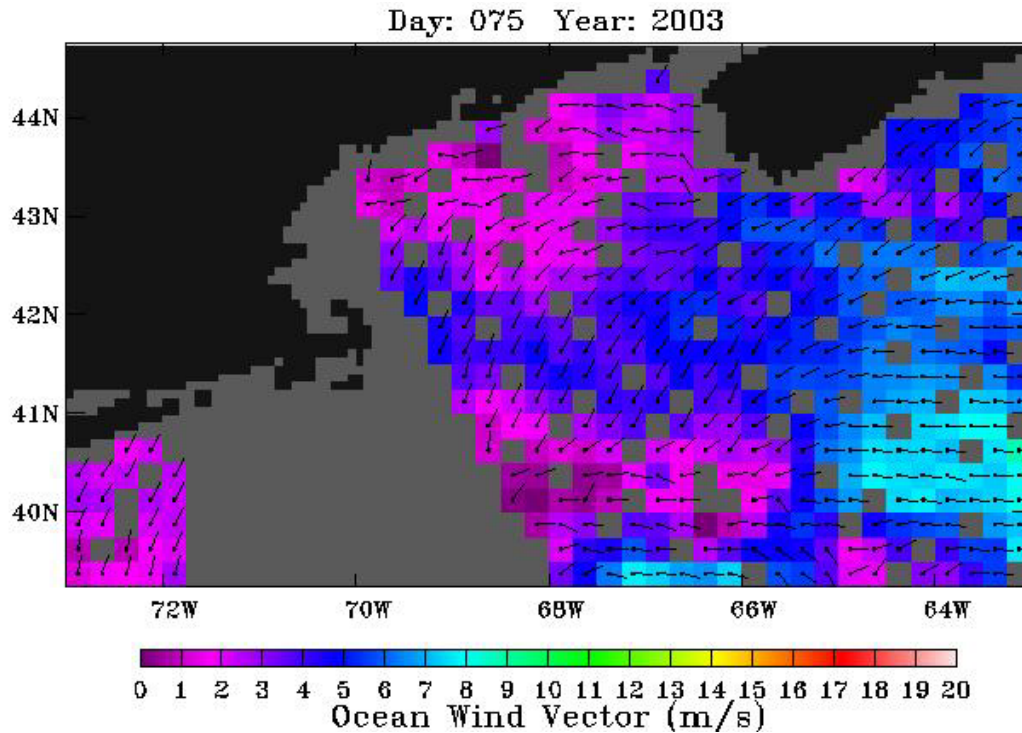 Day: 075 Year: 2003
44N
43N
42N
41N
40N
72W 70W 68W 66W 64W
0 1 2 3 4 5 6 7 8 9 10 11 12 13 14 15 16 17 18 19 20
Ocean Wind Vector (m/s)